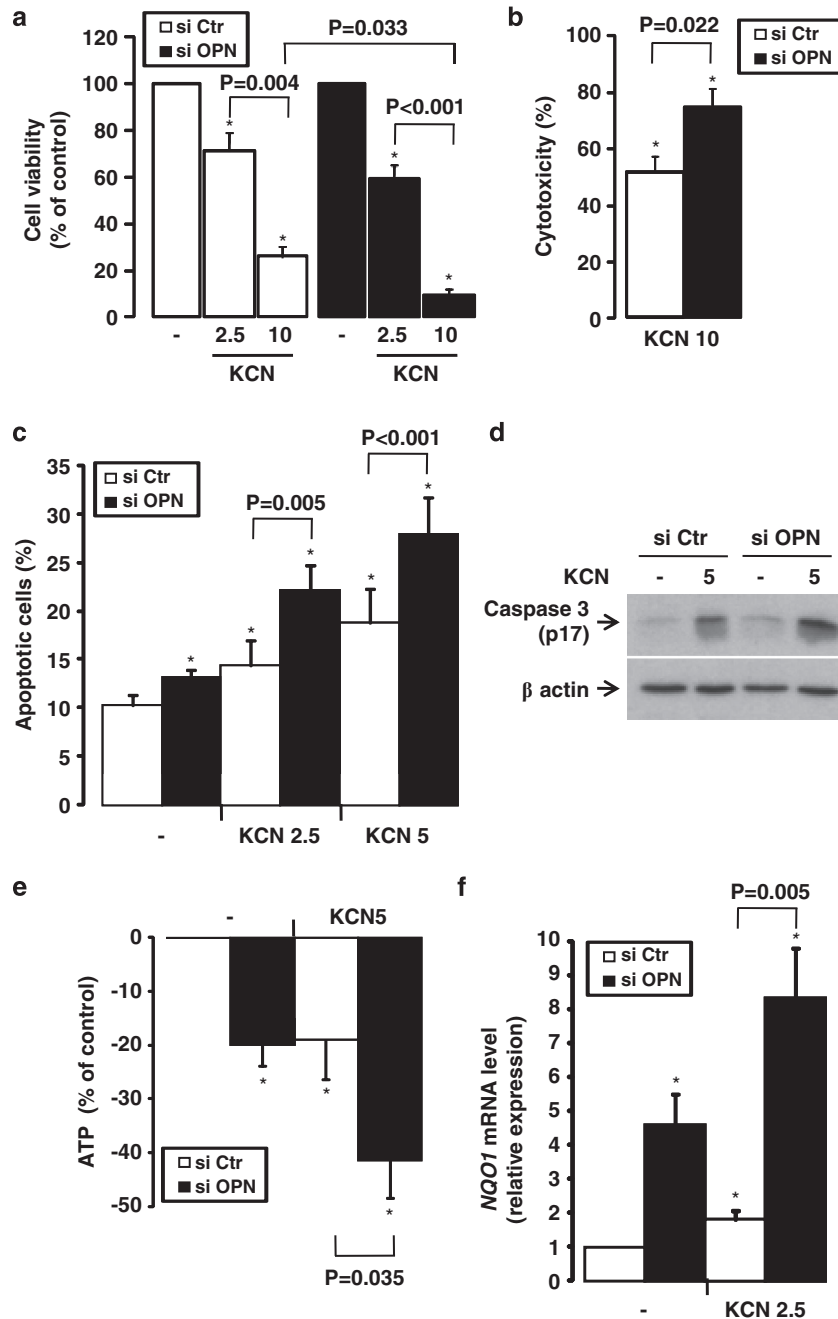 a
si Ctr
si OPN
P=0.033
P=0.004
P<0.001
120
100
80
60
40
20
0
Cell viability
(% of control)
*
*
*
*
- 2.5 10 - 2.5 10
KCN KCN
b
P=0.022
si Ctr
si OPN
100
80
60
40
20
0
Cytotoxicity (%)
*
*
KCN 10
c
si Ctr
si OPN
P<0.001
P=0.005
35
30
25
20
15
10
5
0
Apoptotic cells (%)
*
*
*
*
*
- KCN 2.5 KCN 5
d
si Ctr si OPN
KCN - 5 - 5
Caspase 3
(p17)
β actin
e
- KCN5
0
-10
-20
-30
-40
-50
ATP (% of control)
*
*
*
si Ctr
si OPN
P=0.035
f
P=0.005
si Ctr
si OPN
10
9
8
7
6
5
4
3
2
1
0
NQO1 mRNA level
(relative expression)
*
*
*
- KCN 2.5